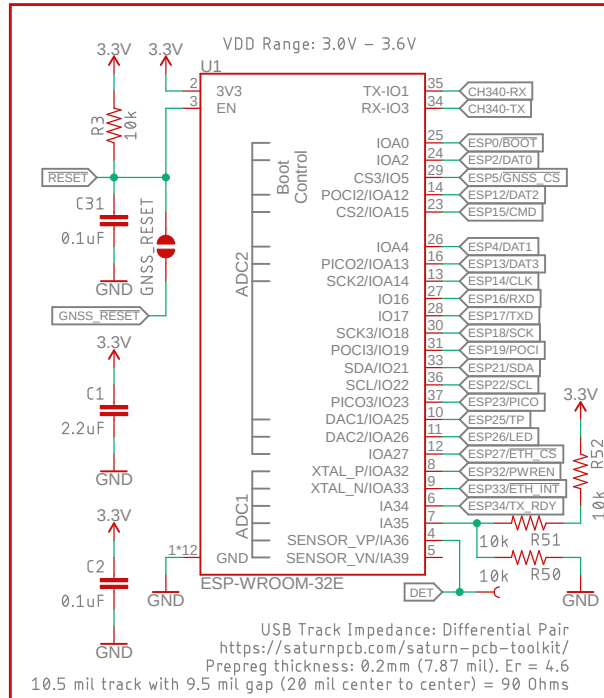 VDD Range: 3.0V - 3.6V
3.3V
3.3V
U1
2
3V3
3
EN
R3
10k
RESET
C31
0.1uF
GND
GNSS_RESET
GNSS_RESET
3.3V
C1
2.2uF
GND
3.3V
C2
0.1uF
GND
Boot
Control
ADC2
ADC1
1*12
GND
GND
TX-IO1 35 CH340-RX
RX-IO3 34 CH340-TX
IOA0 25 ESP0/BOOT
IOA2 24 ESP2/DAT0
CS3/IO5 29 ESP5/GNSS_CS
POCI2/IOA12 14 ESP12/DAT2
CS2/IOA15 23 ESP15/CMD
IOA4 26 ESP4/DAT1
PICO2/IOA13 16 ESP13/DAT3
SCK2/IOA14 13 ESP14/CLK
IO16 27 ESP16/RXD
IO17 28 ESP17/TXD
SCK3/IO18 30 ESP18/SCK
POCI3/IO19 31 ESP19/POCI
SDA/IO21 33 ESP21/SDA
SCL/IO22 36 ESP22/SCL
PICO3/IO23 37 ESP23/PICO
DAC1/IOA25 10 ESP25/TP
DAC2/IOA26 11 ESP26/LED
IOA27 12 ESP27/ETH_CS
XTAL_P/IOA32 8 ESP32/PWREN
XTAL_N/IOA33 9 ESP33/ETH_INT
IA34 6 ESP34/TX_RDY
IA35 7
SENSOR_VP/IA36 4
SENSOR_VN/IA39 5
3.3V
R52
10k
10k R51
10k R50
GND
DET
ESP-WROOM-32E
USB Track Impedance: Differential Pair
https://saturnpcb.com/saturn-pcb-toolkit/
Prepreg thickness: 0.2mm (7.87 mil). Er = 4.6
10.5 mil track with 9.5 mil gap (20 mil center to center) = 90 Ohms